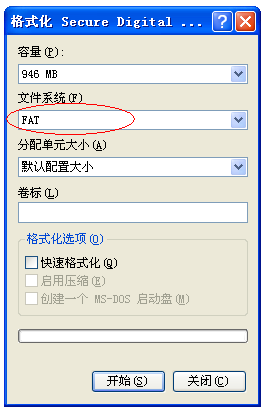 格式化 Secure Digital ...
容量(P):
946 MB
文件系统(F)
FAT
分配单元大小(A)
默认配置大小
卷标(L)
格式化选项(O)
快速格式化(Q)
启用压缩(E)
创建一个 MS-DOS 启动盘(M)
开始(S)
关闭(C)